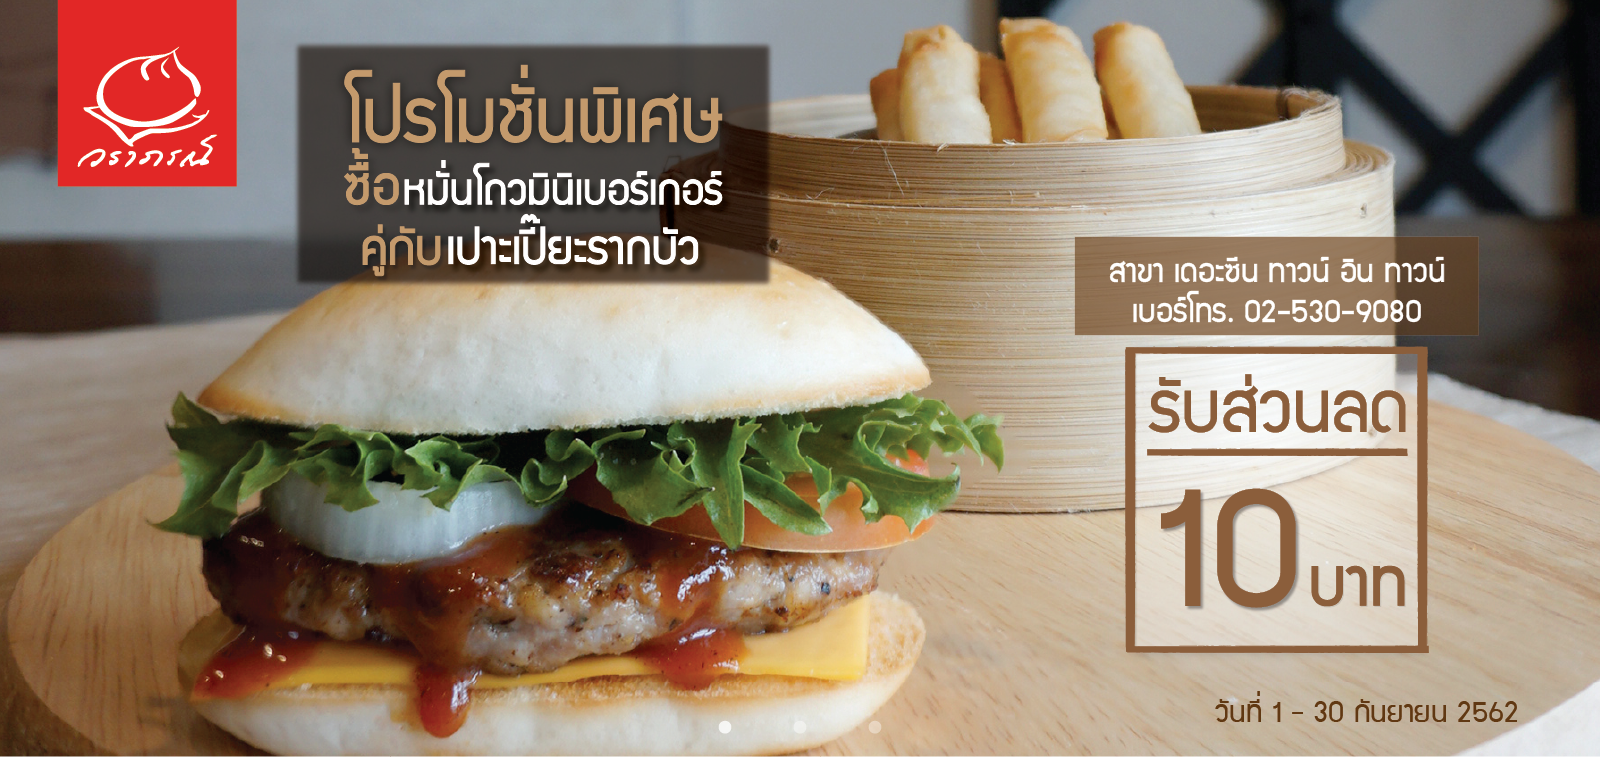 วราภรณ์
โปรโมชั่นพิเศษ
ซื้อหมั่นโถวมินิเบอร์เกอร์
คู่กับเปาะเปี๊ยะรากบัว
สาขา เดอะซีน ทาวน์ อิน ทาวน์
เบอร์โทร. 02-530-9080
รับส่วนลด
10 บาท
วันที่ 1 - 30 กันยายน 2562